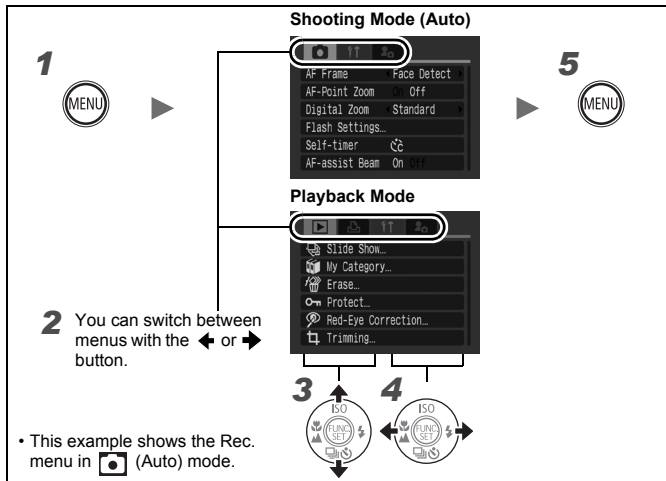 Shooting Mode (Auto)
1
MENU
AF Frame Face Detect
AF-Point Zoom On Off
Digital Zoom Standard
Flash Settings…
Self-timer
AF-assist Beam On Off
5
MENU
Playback Mode
Slide Show…
My Category…
Erase…
Protect…
Red-Eye Correction…
Trimming…
2 You can switch between
menus with the or
button.
3
ISO
FUNC.
SET
4
ISO
FUNC.
SET
• This example shows the Rec.
menu in (Auto) mode.